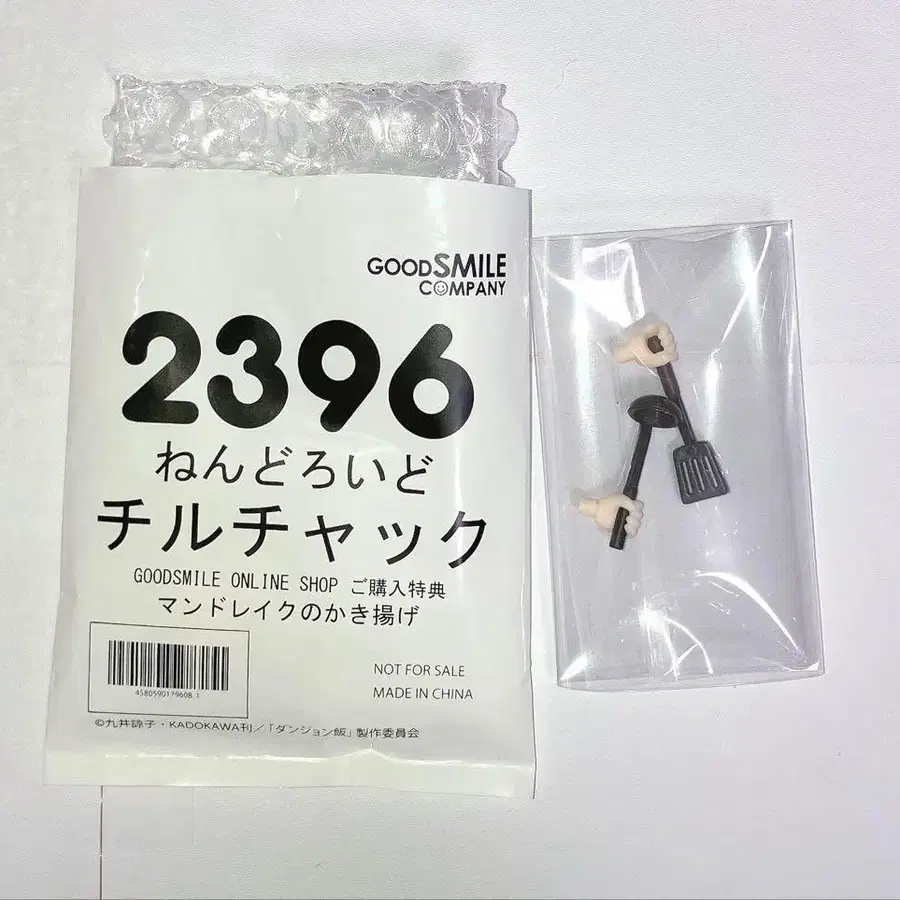 GOODSMILE
COMPANY
2396
ねんどろいど
チルチャック
GOODSMILE ONLINE SHOP ご購入特典
マンドレイクのかき揚げ
NOT FOR SALE
MADE IN CHINA
4580590179608 1
©九井諒子・KADOKAWA刊／「ダンジョン飯」製作委員会